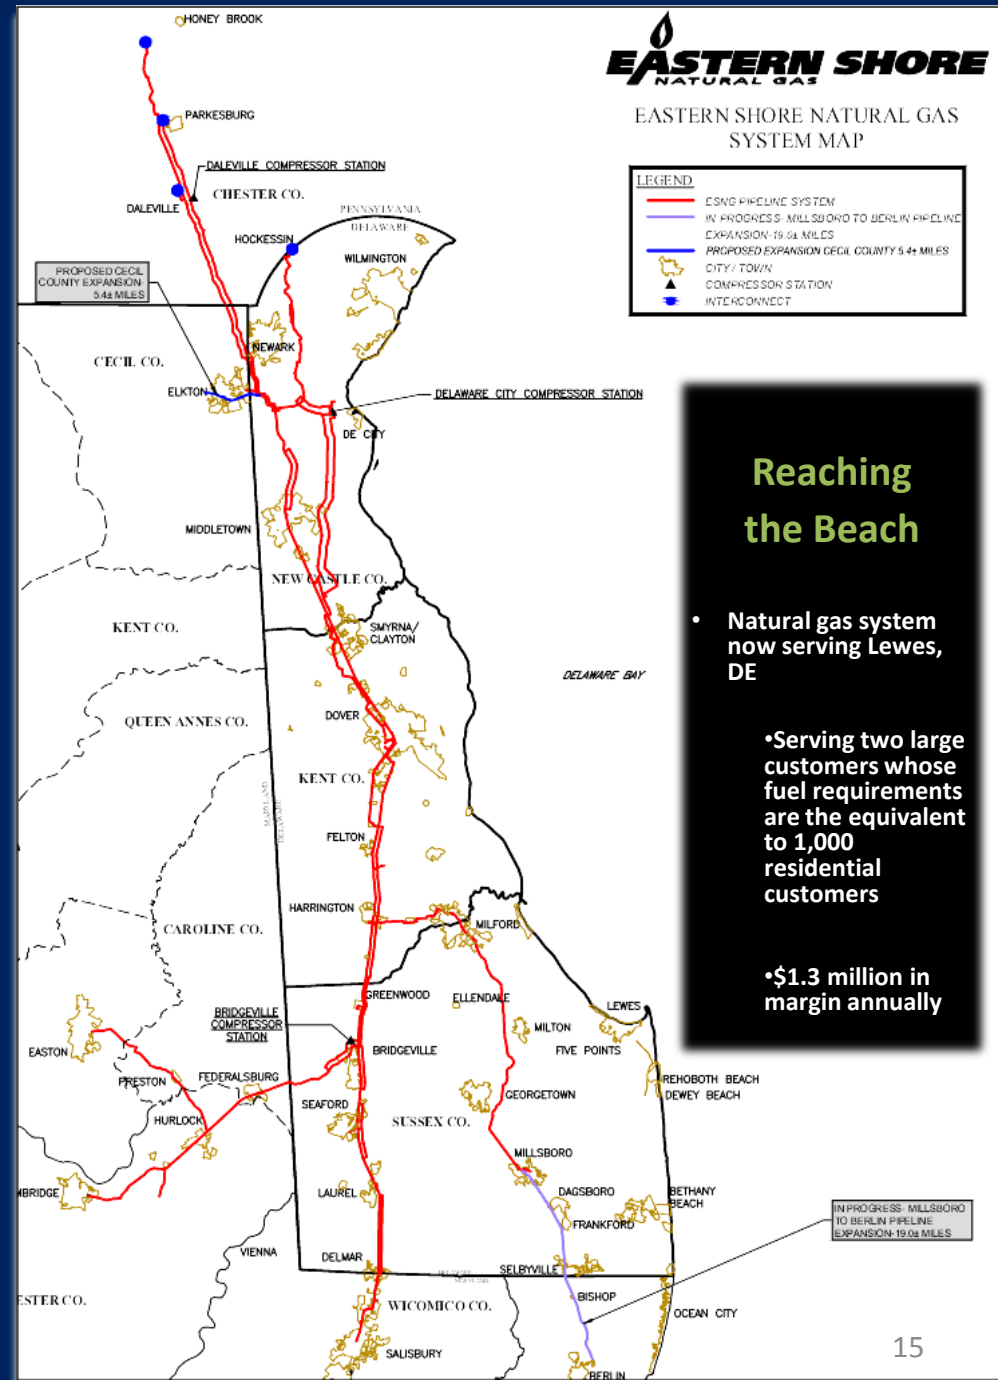 HONEY BROOK
EASTERN SHORE
NATURAL GAS
EASTERN SHORE NATURAL GAS
SYSTEM MAP
LEGEND
ESNG PIPELINE SYSTEM
IN PROGRESS- MILLSBORO TO BERLIN PIPELINE
EXPANSION-19.0± MILES
PROPOSED EXPANSION CECIL COUNTY 5.4± MILES
CITY / TOWN
COMPRESSOR STATION
INTERCONNECT
PARKESBURG
DALEVILLE COMPRESSOR STATION
CHESTER CO.
DALEVILLE
PENNSYLVANIA
DELAWARE
HOCKESSIN
WILMINGTON
PROPOSED CECIL
COUNTY EXPANSION-
5.4± MILES
NEWARK
CECIL CO.
ELKTON
DELAWARE CITY COMPRESSOR STATION
DE CITY
MIDDLETOWN
NEW CASTLE CO.
KENT CO.
SMYRNA/
CLAYTON
DELAWARE BAY
QUEEN ANNES CO.
DOVER
KENT CO.
MARYLAND
DELAWARE
FELTON
HARRINGTON
MILFORD
CAROLINE CO.
GREENWOOD
ELLENDALE
LEWES
BRIDGEVILLE
COMPRESSOR
STATION
MILTON
FIVE POINTS
EASTON
BRIDGEVILLE
PRESTON
FEDERALSBURG
REHOBOTH BEACH
DEWEY BEACH
GEORGETOWN
SEAFORD
HURLOCK
SUSSEX CO.
MILLSBORO
MBRIDGE
LAUREL
DAGSBORO
BETHANY
BEACH
FRANKFORD
IN PROGRESS- MILLSBORO
TO BERLIN PIPELINE
EXPANSION-19.0± MILES
VIENNA
DELMAR
SELBYVILLE
DELAWARE
MARYLAND
ESTER CO.
WICOMICO CO.
BISHOP
OCEAN CITY
SALISBURY
BERLIN
Reaching
the Beach
• Natural gas system
now serving Lewes,
DE
•Serving two large
customers whose
fuel requirements
are the equivalent
to 1,000
residential
customers
•$1.3 million in
margin annually
15